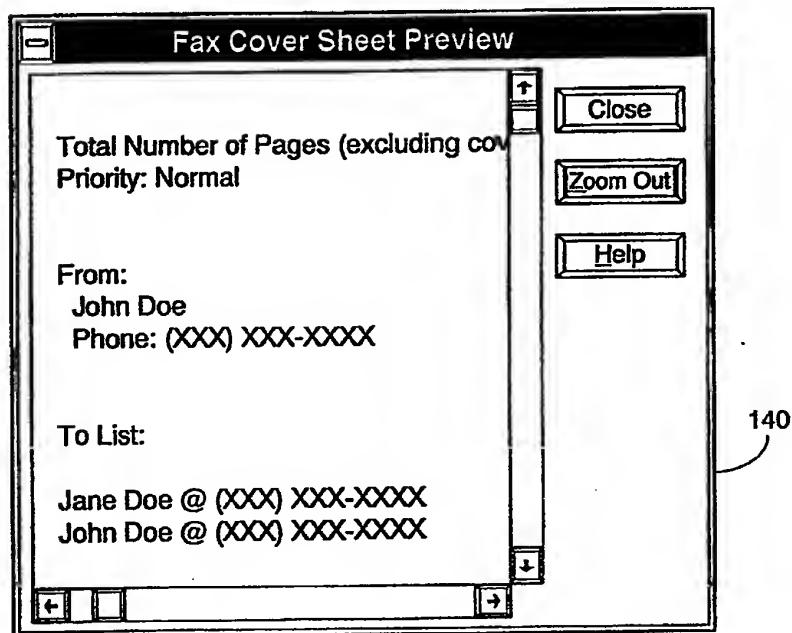 Fax Cover Sheet Preview
Total Number of Pages (excluding cov
Priority: Normal
From:
John Doe
Phone: (XXX) XXX-XXXX
To List:
Jane Doe @ (XXX) XXX-XXXX
John Doe @ (XXX) XXX-XXXX
Close
Zoom Out
Help
140